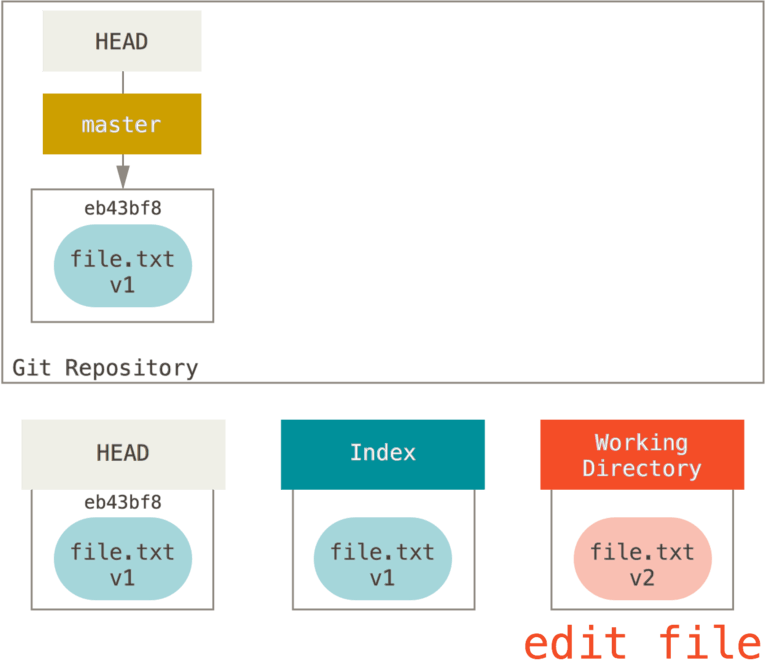 HEAD
master
eb43bf8
file.txt
v1
Git Repository
HEAD
Index
Working
Directory
eb43bf8
file.txt
v1
file.txt
v1
file.txt
v2
edit file